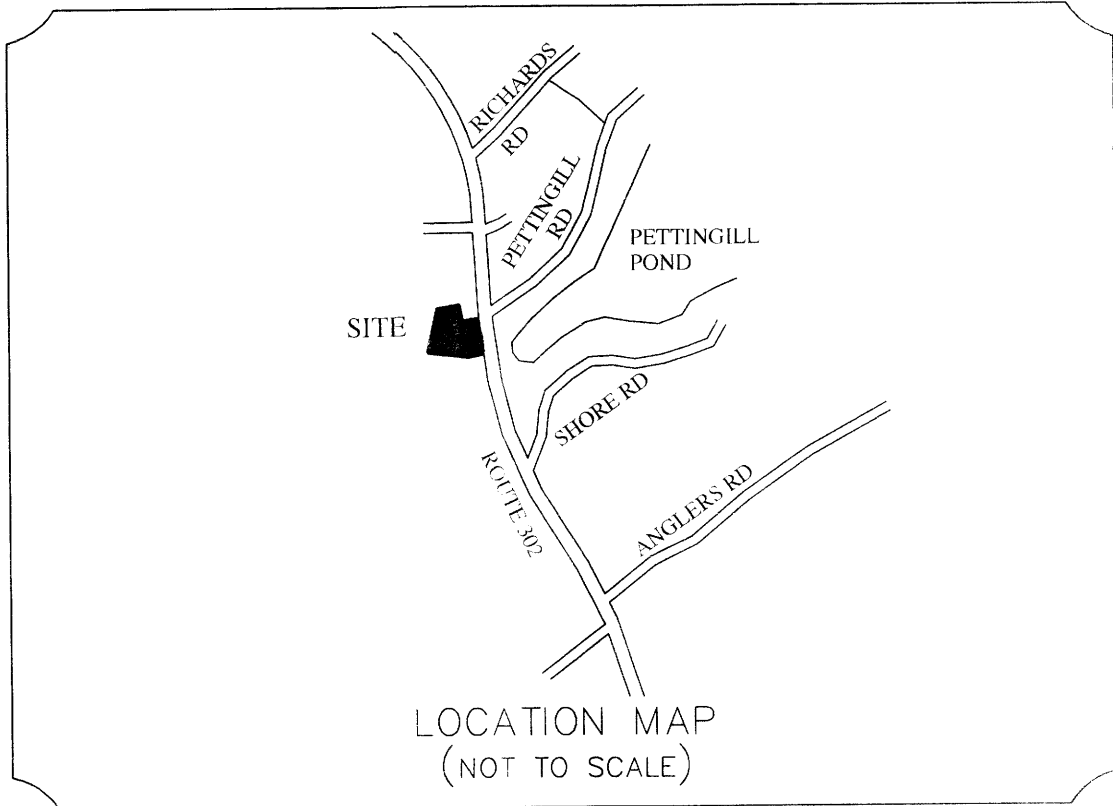 RICHARDS
RD
PETTINGILL
RD
PETTINGILL
POND
SITE
SHORE RD
ROUTE 302
ANGLERS RD
LOCATION MAP
(NOT TO SCALE)